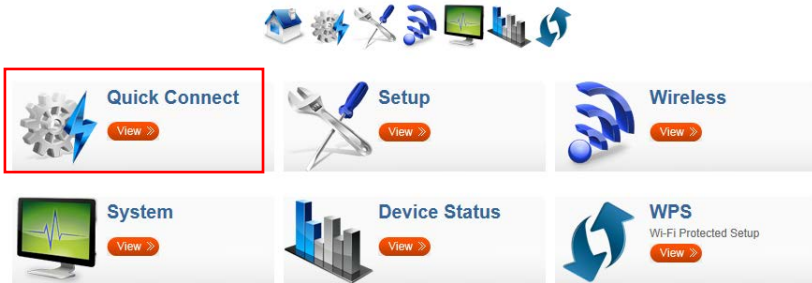 Quick Connect
View »
Setup
View »
Wireless
View »
System
View »
Device Status
View »
WPS
Wi-Fi Protected Setup
View »